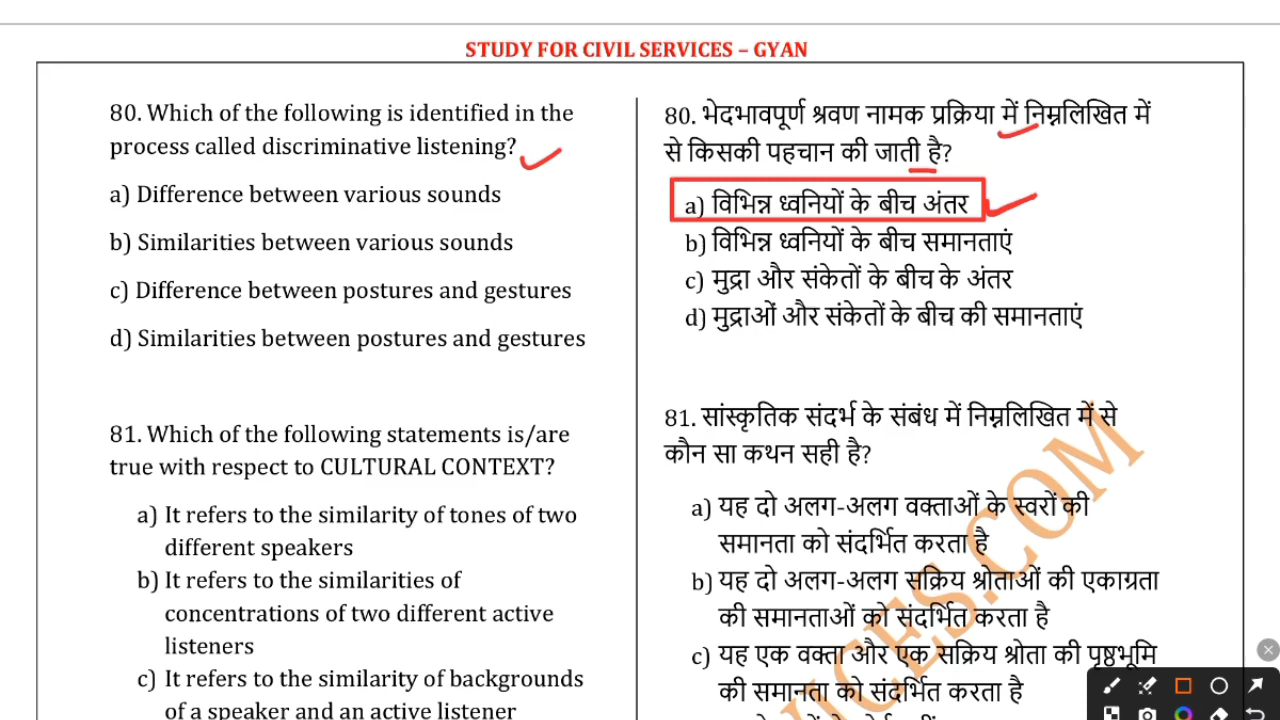 STUDY FOR CIVIL SERVICES – GYAN
80. Which of the following is identified in the
process called discriminative listening?
a) Difference between various sounds
b) Similarities between various sounds
c) Difference between postures and gestures
d) Similarities between postures and gestures
81. Which of the following statements is/are
true with respect to CULTURAL CONTEXT?
a) It refers to the similarity of tones of two
different speakers
b) It refers to the similarities of
concentrations of two different active
listeners
c) It refers to the similarity of backgrounds
of a speaker and an active listener
80. भेदभावपूर्ण श्रवण नामक प्रक्रिया में निम्नलिखित में
से किसकी पहचान की जाती है?
a) विभिन्न ध्वनियों के बीच अंतर
b) विभिन्न ध्वनियों के बीच समानताएं
c) मुद्रा और संकेतों के बीच के अंतर
d) मुद्राओं और संकेतों के बीच की समानताएं
81. सांस्कृतिक संदर्भ के संबंध में निम्नलिखित में से
कौन सा कथन सही है?
a) यह दो अलग-अलग वक्ताओं के स्वरों की
समानता को संदर्भित करता है
b) यह दो अलग-अलग सक्रिय श्रोताओं की एकाग्रता
की समानताओं को संदर्भित करता है
c) यह एक वक्ता और एक सक्रिय श्रोता की पृष्ठभूमि
की समानता को संदर्भित करता है
VICES.COM